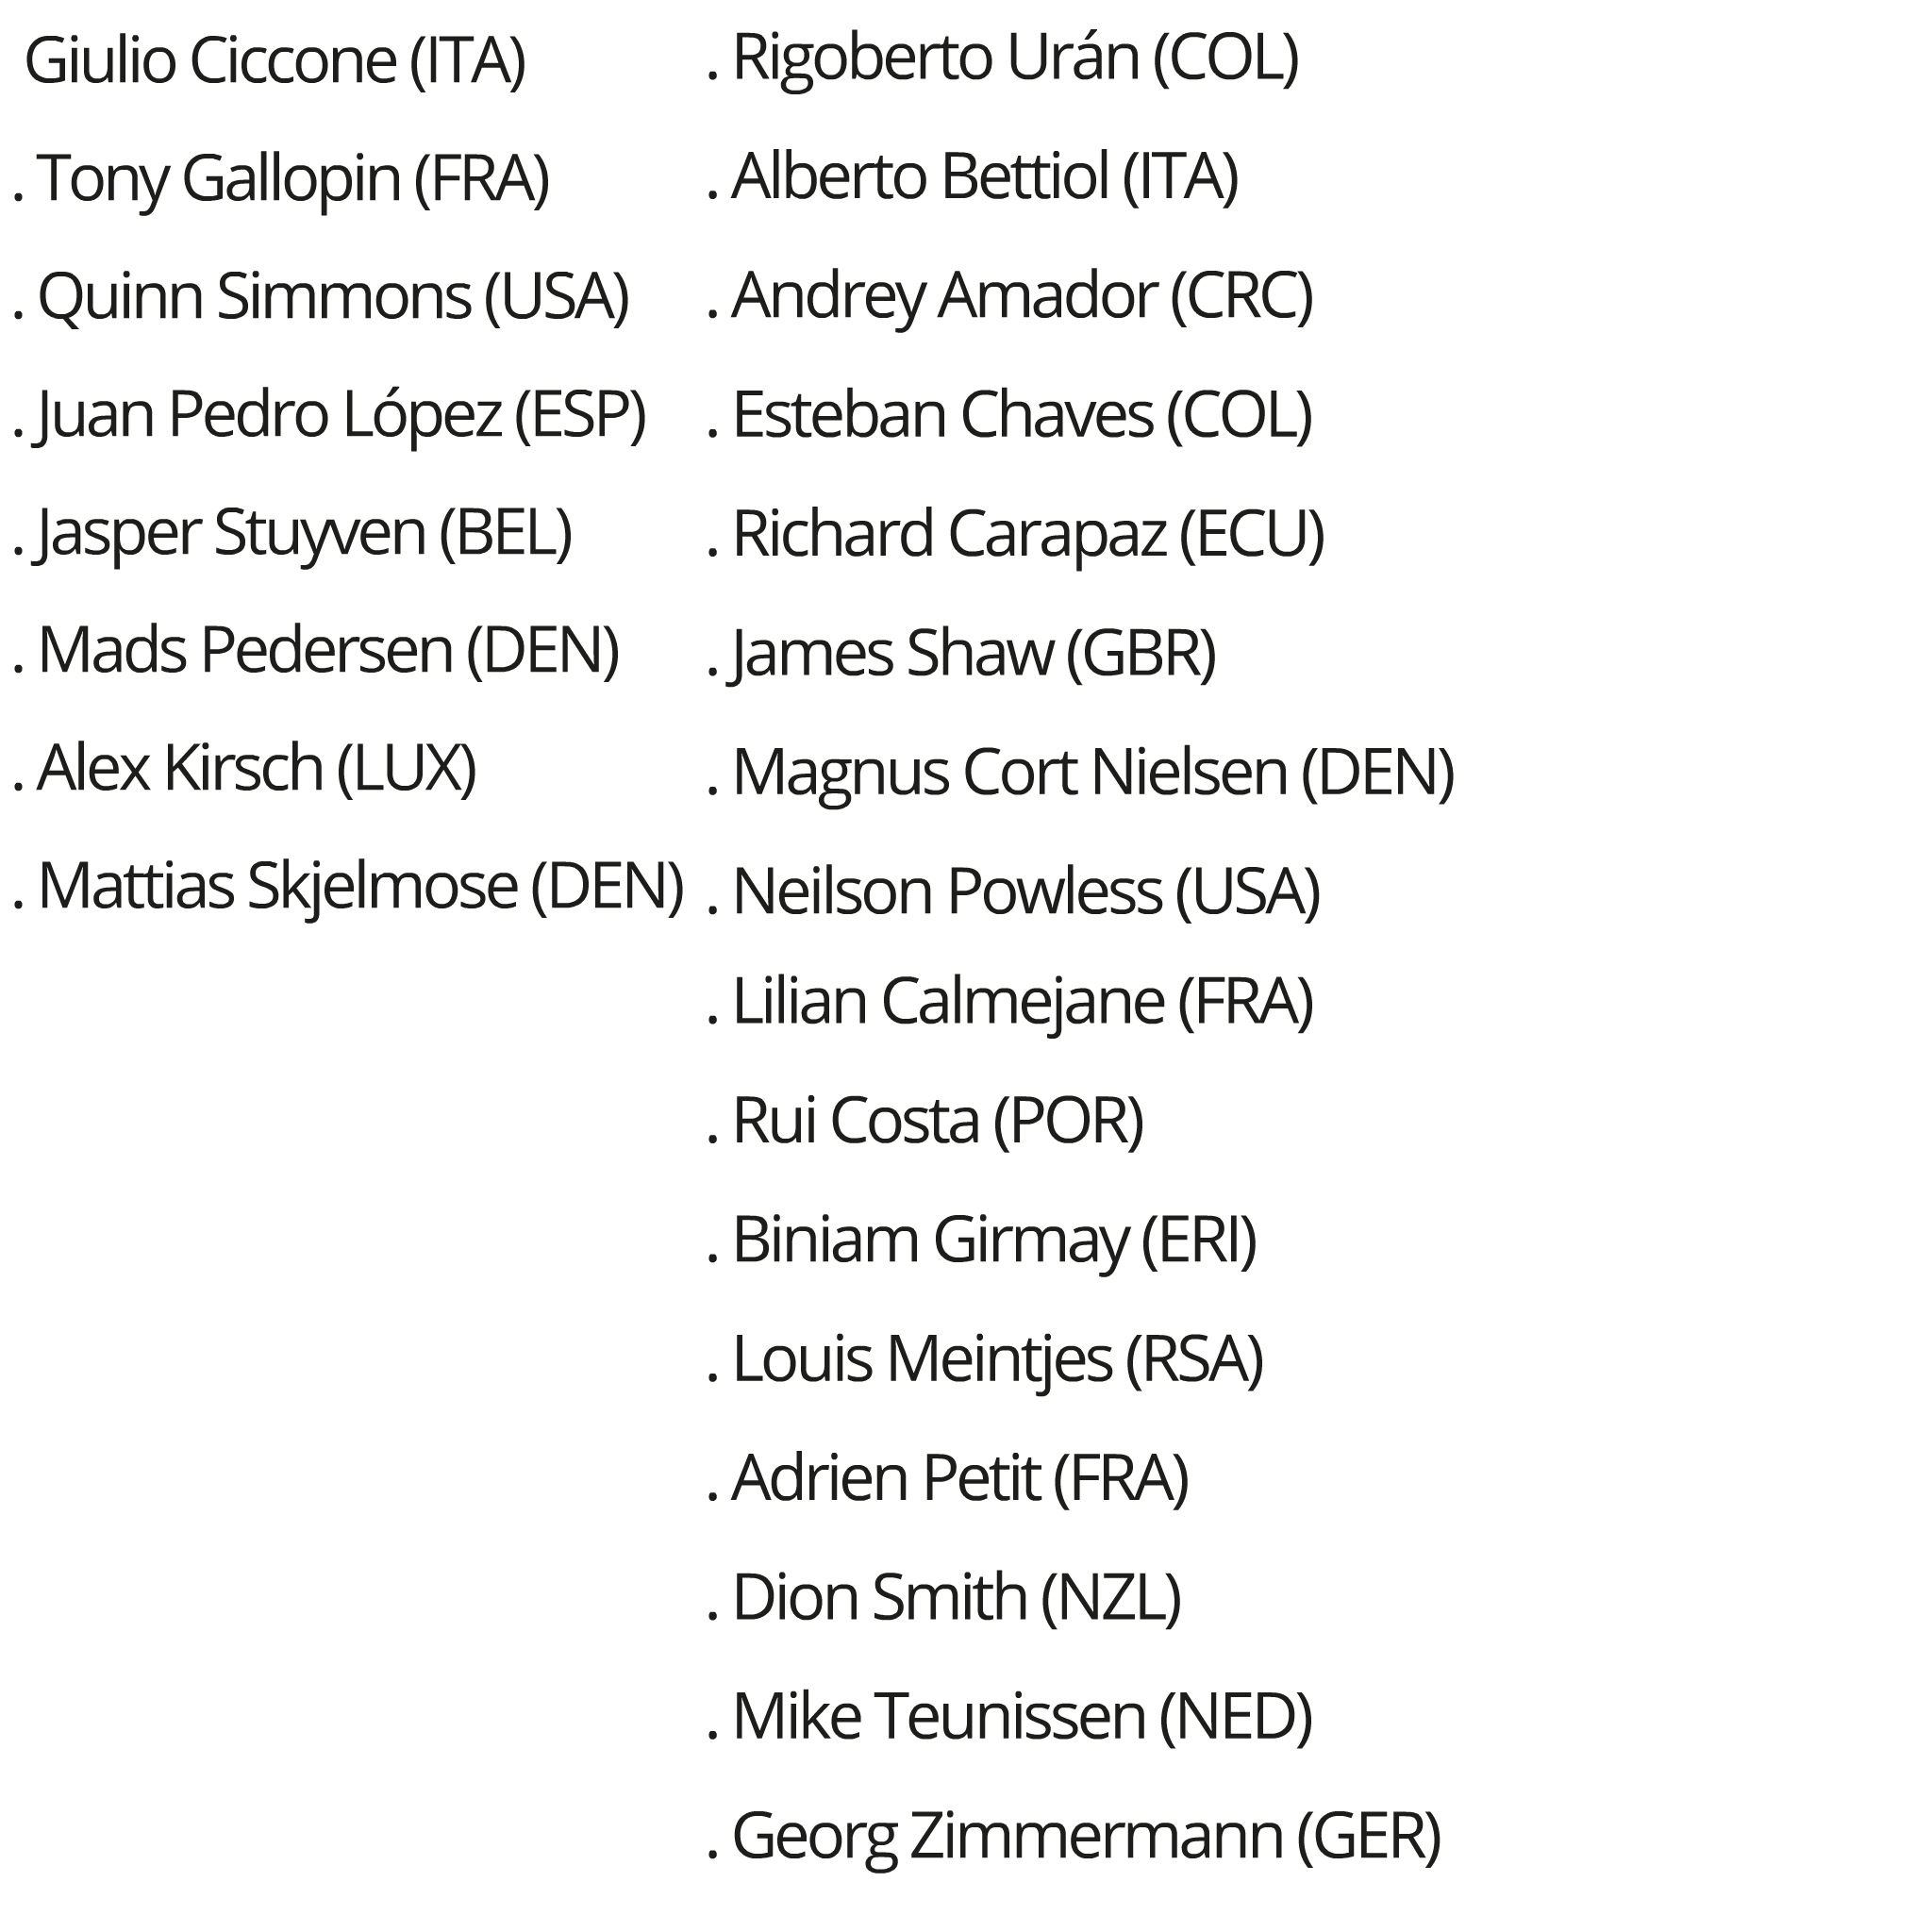 Giulio Ciccone (ITA)
. Tony Gallopin (FRA)
. Quinn Simmons (USA)
. Juan Pedro López (ESP)
. Jasper Stuyven (BEL)
. Mads Pedersen (DEN)
. Alex Kirsch (LUX)
. Mattias Skjelmose (DEN)
. Rigoberto Urán (COL)
. Alberto Bettiol (ITA)
. Andrey Amador (CRC)
. Esteban Chaves (COL)
. Richard Carapaz (ECU)
. James Shaw (GBR)
. Magnus Cort Nielsen (DEN)
. Neilson Powless (USA)
. Lilian Calmejane (FRA)
. Rui Costa (POR)
. Biniam Girmay (ERI)
. Louis Meintjes (RSA)
. Adrien Petit (FRA)
. Dion Smith (NZL)
. Mike Teunissen (NED)
. Georg Zimmermann (GER)